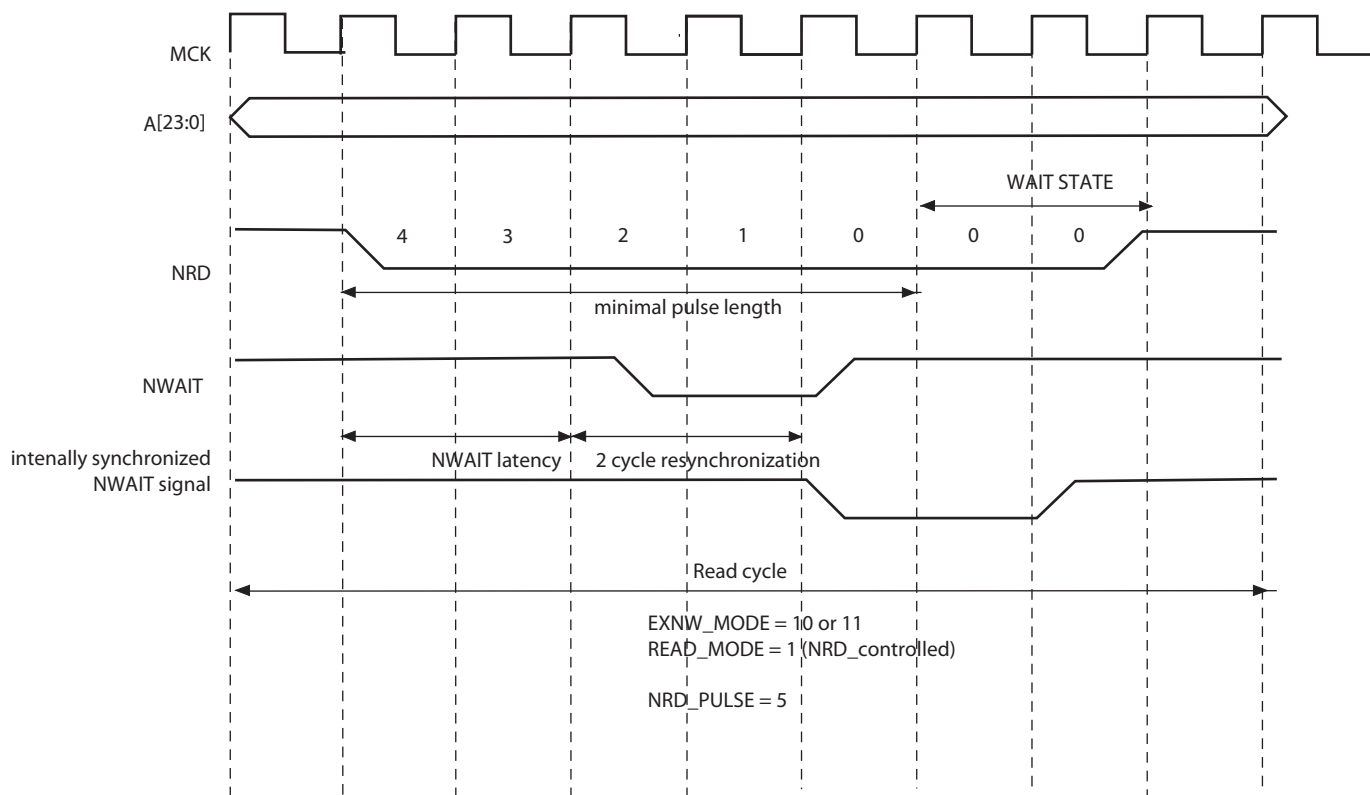 MCK
A[23:0]
WAIT STATE
4 3 2 1 0 0 0
NRD
minimal pulse length
NWAIT
NWAIT latency
2 cycle resynchronization
intenally synchronized
NWAIT signal
Read cycle
EXNW_MODE = 10 or 11
READ_MODE = 1 (NRD_controlled)
NRD_PULSE = 5